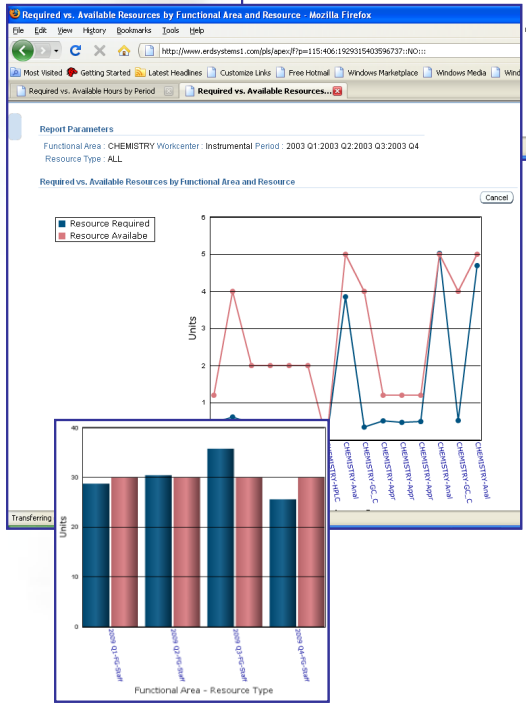 Required vs. Available Resources by Functional Area and Resource - Mozilla Firefox
File Edit View History Bookmarks Tools Help
http://www.erdsystems1.com/pls/apex/f?p=115:406:1929315403596737::NO:::
Most Visited Getting Started Latest Headlines Customize Links Free Hotmail Windows Marketplace Windows Media Wind
Required vs. Available Hours by Period Required vs. Available Resources...
Report Parameters
Functional Area : CHEMISTRY Workcenter : Instrumental Period : 2003 Q1:2003 Q2:2003 Q3:2003 Q4
Resource Type : ALL
Required vs. Available Resources by Functional Area and Resource
Cancel
Resource Required
Resource Availabe
6
5
4
3
2
1
Units
CHEMISTRY-HPLC
CHEMISTRY-Anal
CHEMISTRY-GC_C
CHEMISTRY-Appr
CHEMISTRY-Appr
CHEMISTRY-Appr
CHEMISTRY-Anal
CHEMISTRY-GC_C
CHEMISTRY-Anal
Transferring
40
30
20
10
0
Units
2009 Q1-FG-Staff
2009 Q2-FG-Staff
2009 Q3-FG-Staff
2009 Q4-FG-Staff
Functional Area - Resource Type